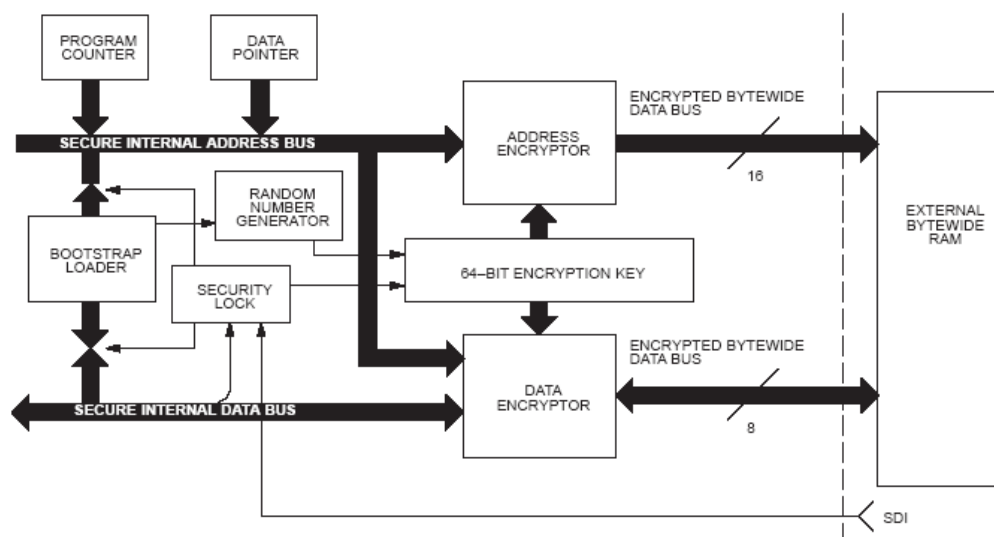 PROGRAM
COUNTER
DATA
POINTER
SECURE INTERNAL ADDRESS BUS
ADDRESS
ENCRYPTOR
ENCRYPTED BYTEWIDE
DATA BUS
16
EXTERNAL
BYTEWIDE
RAM
RANDOM
NUMBER
GENERATOR
BOOTSTRAP
LOADER
SECURITY
LOCK
64–BIT ENCRYPTION KEY
ENCRYPTED BYTEWIDE
DATA BUS
8
DATA
ENCRYPTOR
SECURE INTERNAL DATA BUS
SDI